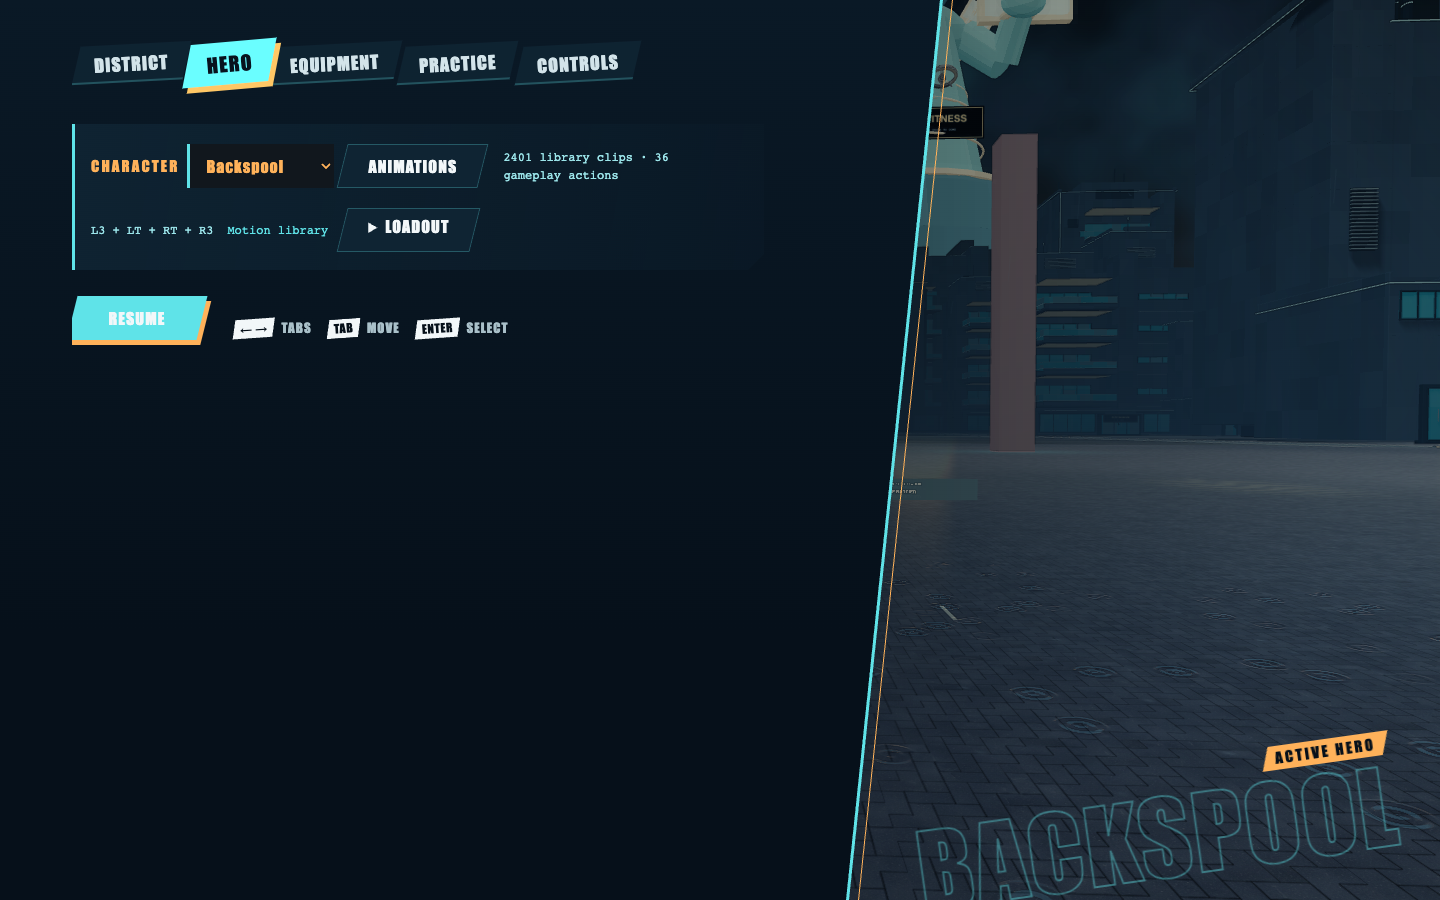 DISTRICT
HERO
EQUIPMENT
PRACTICE
CONTROLS
CHARACTER
Backspool
ANIMATIONS
2401 library clips · 36
gameplay actions
L3 + LT + RT + R3 Motion library
▶ LOADOUT
RESUME
← → TABS
TAB MOVE
ENTER SELECT
ITNESS
ACTIVE HERO
BACKSPOOL